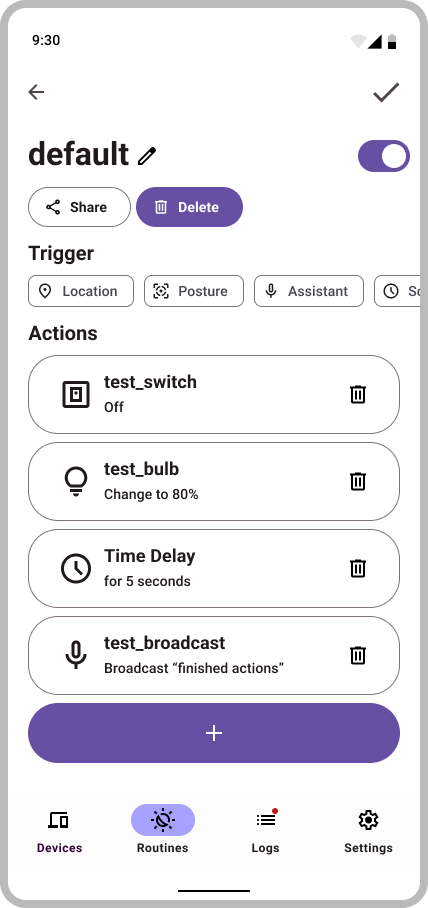 9:30
default
Share
Delete
Trigger
Location
Posture
Assistant
Actions
test_switch
Off
test_bulb
Change to 80%
Time Delay
for 5 seconds
test_broadcast
Broadcast “finished actions”
Devices
Routines
Logs
Settings